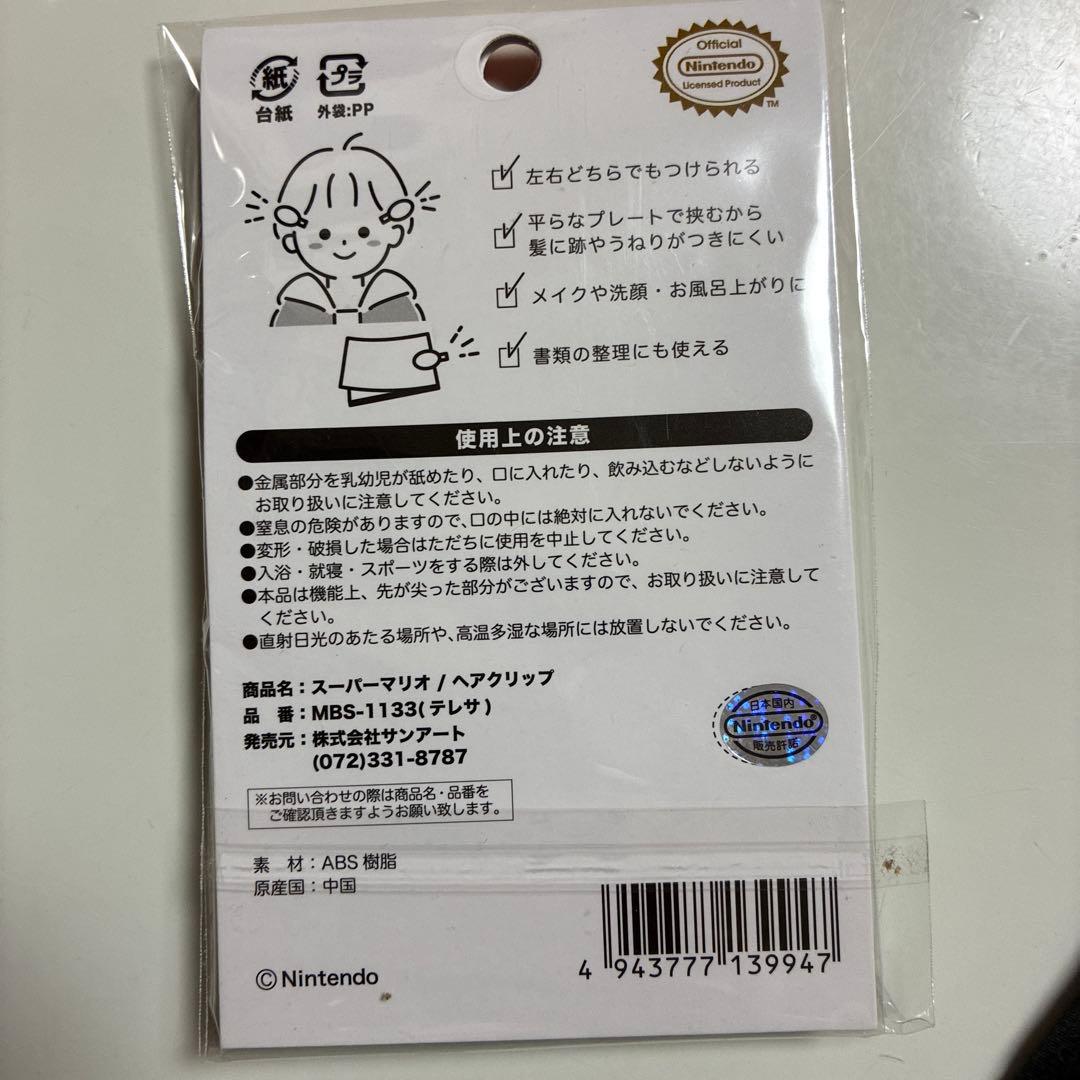 紙
台紙
プラ
外袋:PP
Official
Nintendo
Licensed Product
TM
左右どちらでもつけられる
平らなプレートで挟むから
髪に跡やうねりがつきにくい
メイクや洗顔・お風呂上がりに
書類の整理にも使える
使用上の注意
●金属部分を乳幼児が舐めたり、口に入れたり、飲み込むなどしないように
お取り扱いに注意してください。
●窒息の危険がありますので、口の中には絶対に入れないでください。
●変形・破損した場合はただちに使用を中止してください。
●入浴・就寝・スポーツをする際は外してください。
●本品は機能上、先が尖った部分がございますので、お取り扱いに注意して
ください。
●直射日光のあたる場所や、高温多湿な場所には放置しないでください。
商品名：スーパーマリオ / ヘアクリップ
品 番：MBS-1133(テレサ)
発売元：株式会社サンアート
(072)331-8787
日本国内
Nintendo®
販売許諾
※お問い合わせの際は商品名・品番を
ご確認頂きますようお願い致します。
素 材：ABS 樹脂
原産国：中国
©Nintendo
4 943777 139947